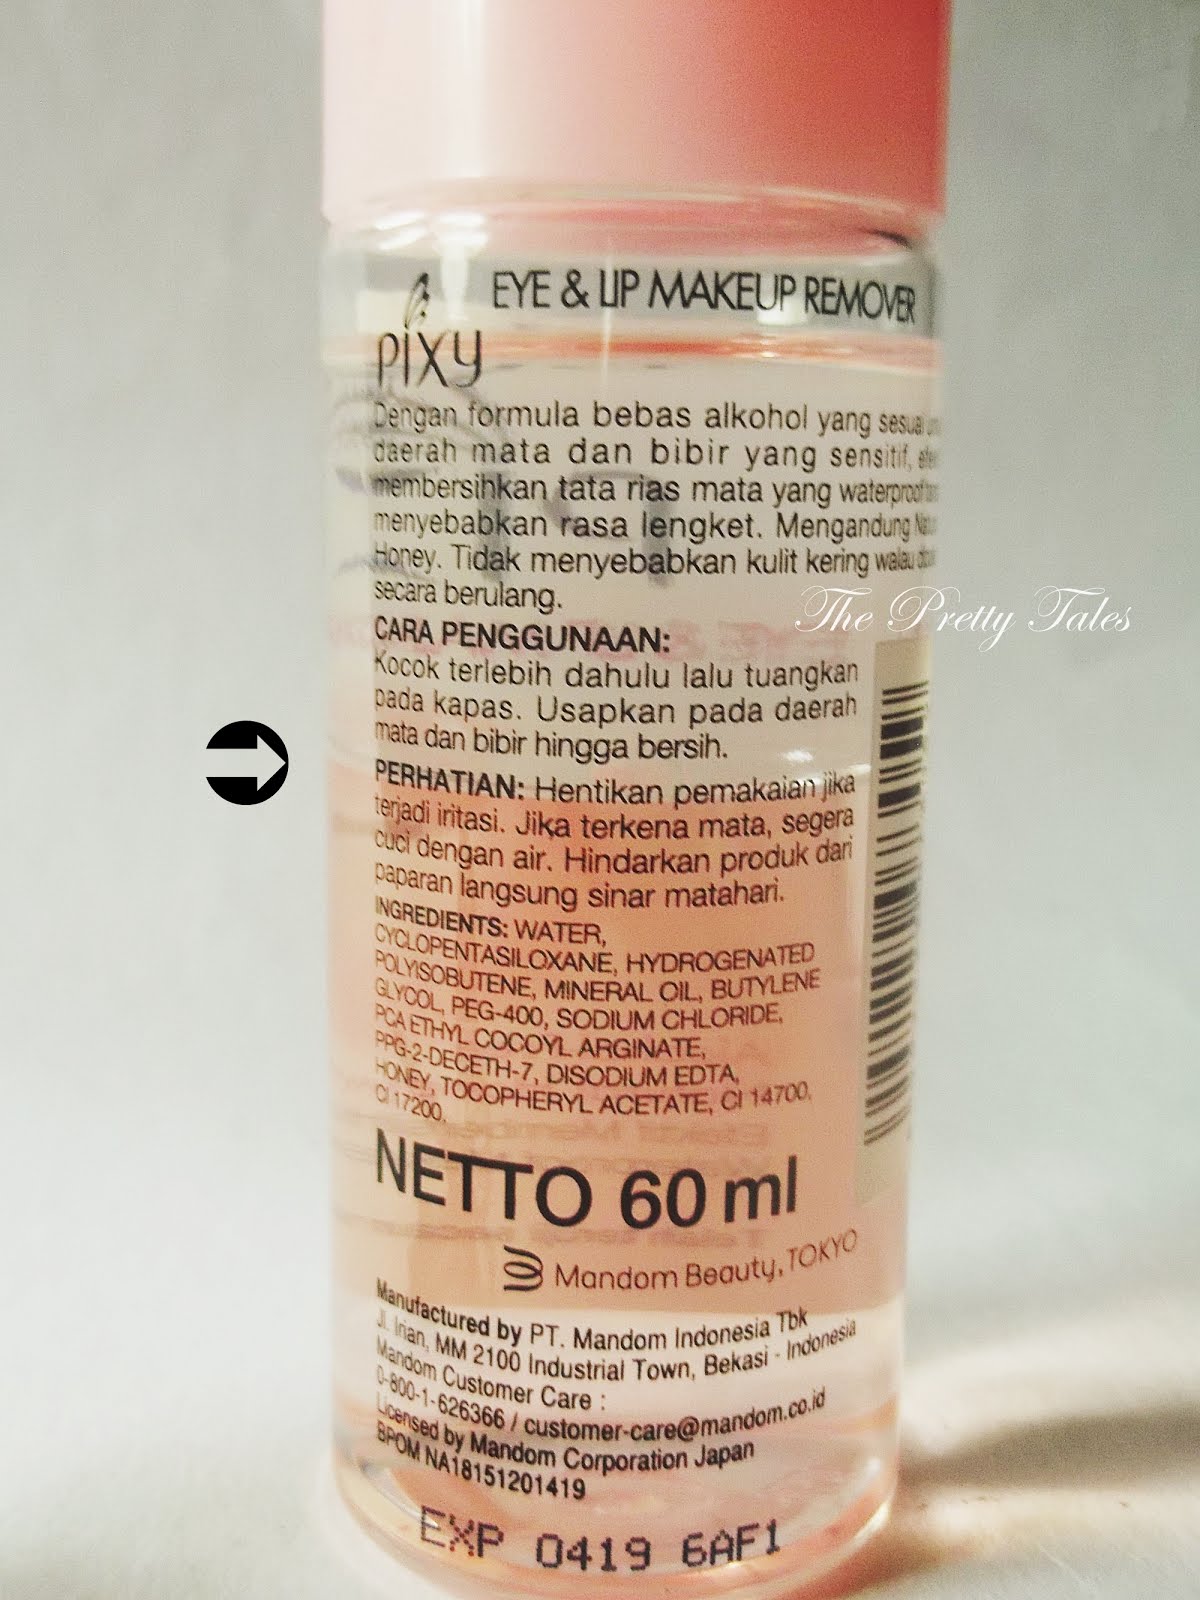 EYE & LIP MAKEUP REMOVER
pixy
Dengan formula bebas alkohol yang sesuai
daerah mata dan bibir yang sensitif,
membersihkan tata rias mata yang waterproof
menyebabkan rasa lengket. Mengandung
Honey. Tidak menyebabkan kulit kering walau
secara berulang.
The Pretty Tales
CARA PENGGUNAAN:
Kocok terlebih dahulu lalu tuangkan
pada kapas. Usapkan pada daerah
mata dan bibir hingga bersih.
PERHATIAN: Hentikan pemakaian jika
terjadi iritasi. Jika terkena mata, segera
cuci dengan air. Hindarkan produk dari
paparan langsung sinar matahari.
INGREDIENTS: WATER,
CYCLOPENTASILOXANE, HYDROGENATED
POLYISOBUTENE, MINERAL OIL, BUTYLENE
GLYCOL, PEG-400, SODIUM CHLORIDE,
PCA ETHYL COCOYL ARGINATE,
PPG-2-DECETH-7, DISODIUM EDTA,
HONEY, TOCOPHERYL ACETATE, CI 14700,
CI 17200.
NETTO 60 ml
Mandom Beauty, TOKYO
Manufactured by PT. Mandom Indonesia Tbk
Jl. Irian, MM 2100 Industrial Town, Bekasi - Indonesia
Mandom Customer Care :
0-800-1-626366 / customer-care@mandom.co.id
Licensed by Mandom Corporation Japan
BPOM NA18151201419
EXP 0419 6AF1